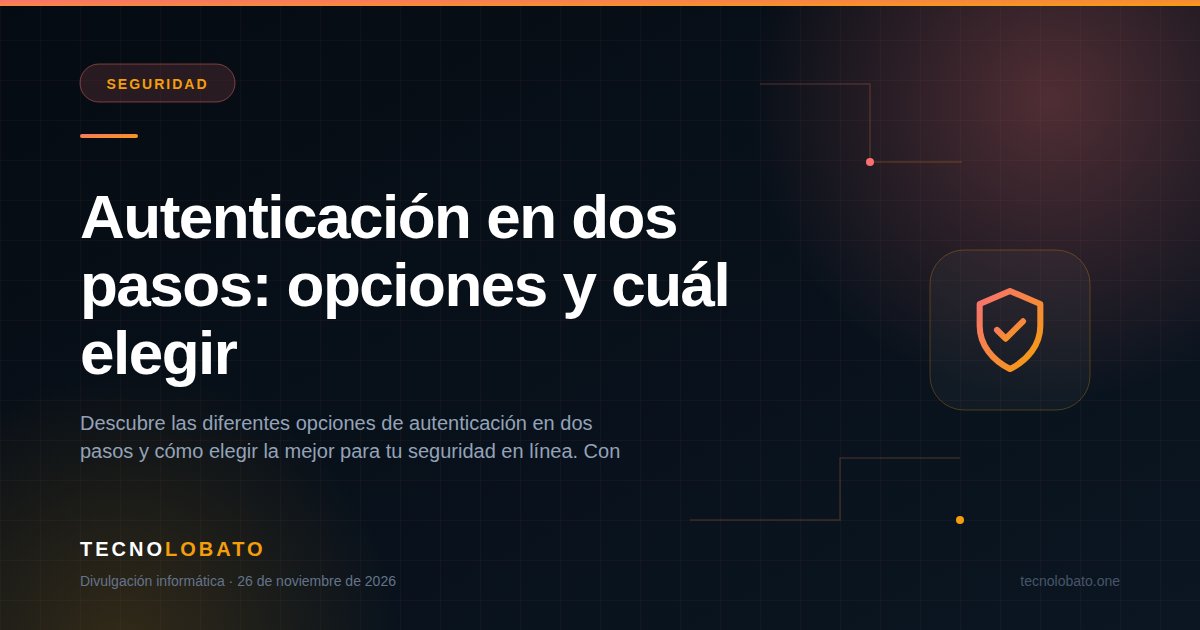 SEGURIDAD
Autenticación en dos
pasos: opciones y cuál
elegir
Descubre las diferentes opciones de autenticación en dos
pasos y cómo elegir la mejor para tu seguridad en línea. Con
TECNOLOBATO
Divulgación informática · 26 de noviembre de 2026
tecnolobato.one